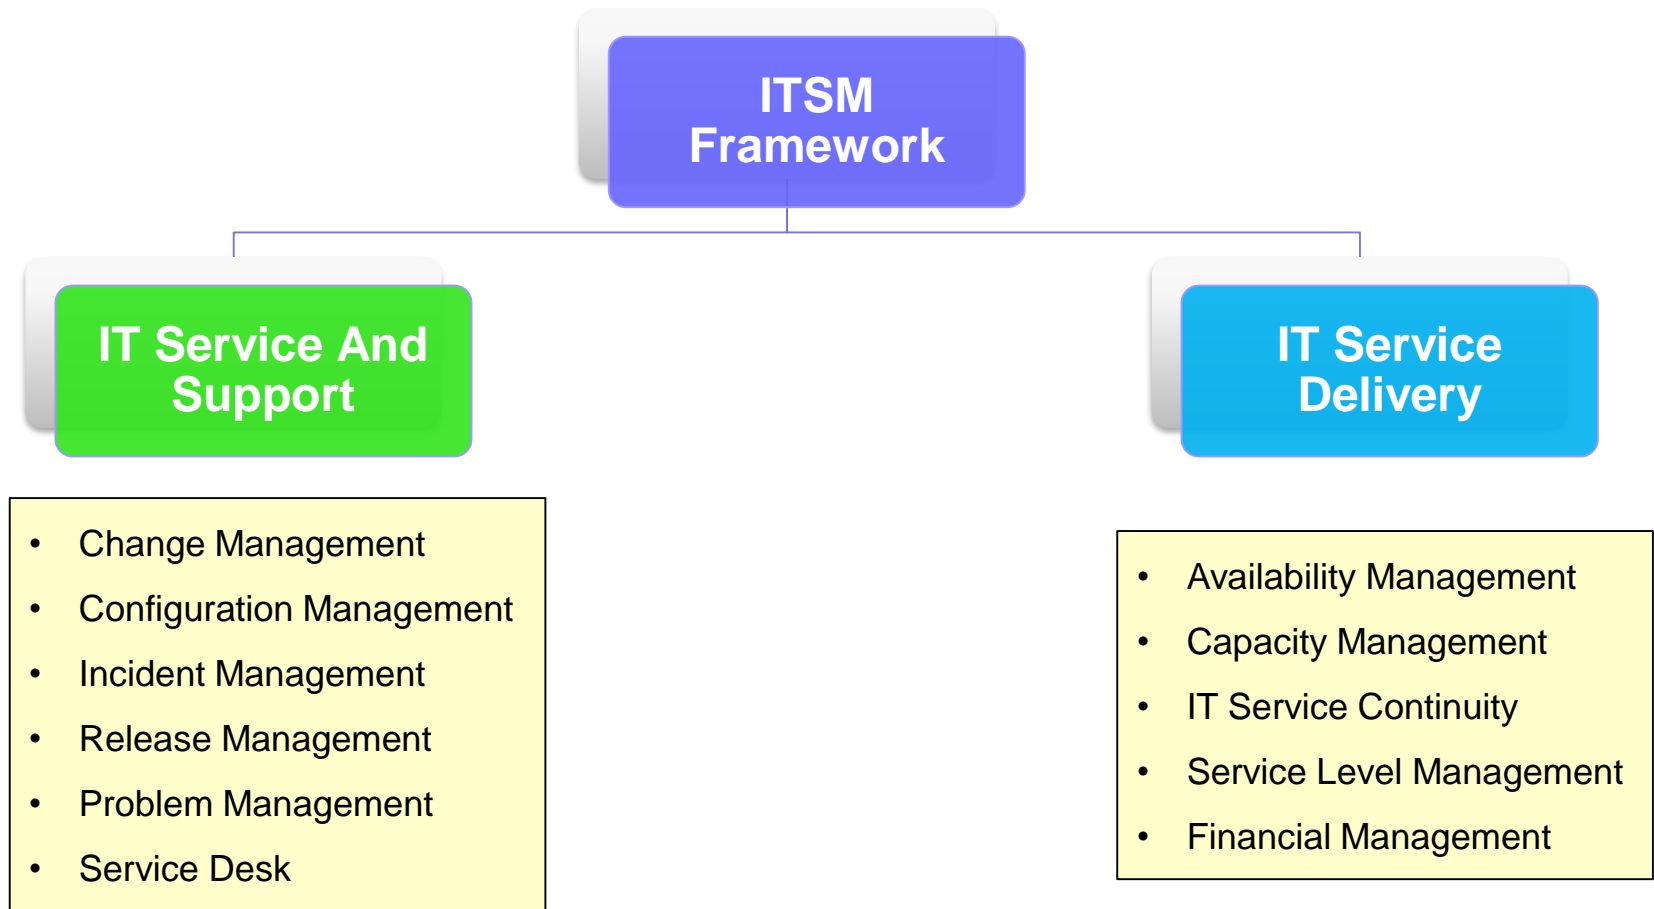 ITSM
Framework
IT Service And
Support
IT Service
Delivery
• Change Management
• Configuration Management
• Incident Management
• Release Management
• Problem Management
• Service Desk
• Availability Management
• Capacity Management
• IT Service Continuity
• Service Level Management
• Financial Management